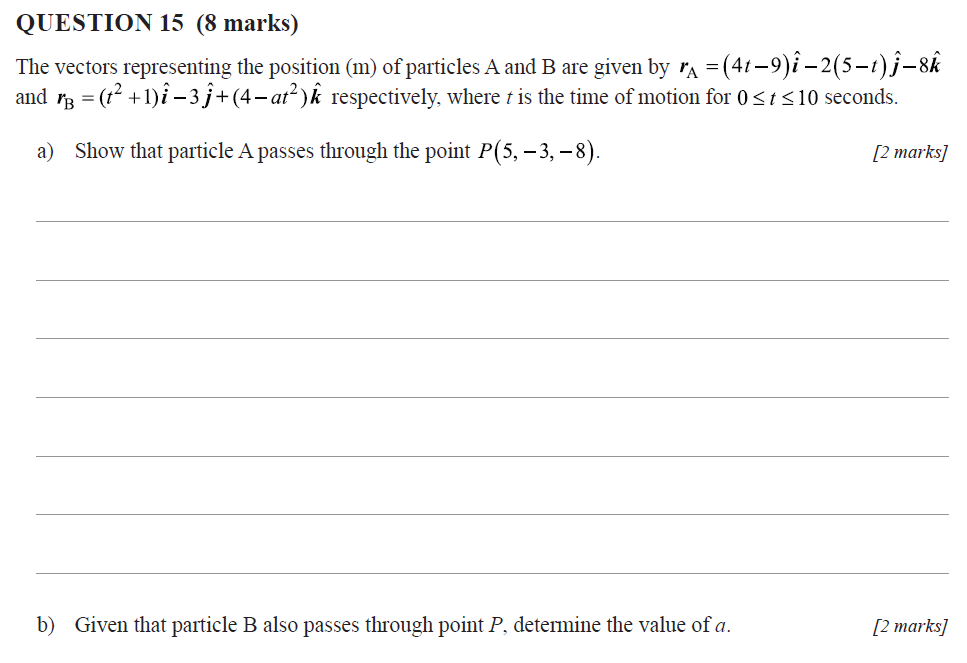 QUESTION 15 (8 marks)
The vectors representing the position (m) of particles A and B are given by r_A = (4t−9)î −2(5−t)ĵ−8k̂
and r_B = (t² +1)î −3ĵ+(4−at²)k̂ respectively, where t is the time of motion for 0≤t≤10 seconds.
a) Show that particle A passes through the point P(5, −3, −8). [2 marks]
b) Given that particle B also passes through point P, determine the value of a. [2 marks]